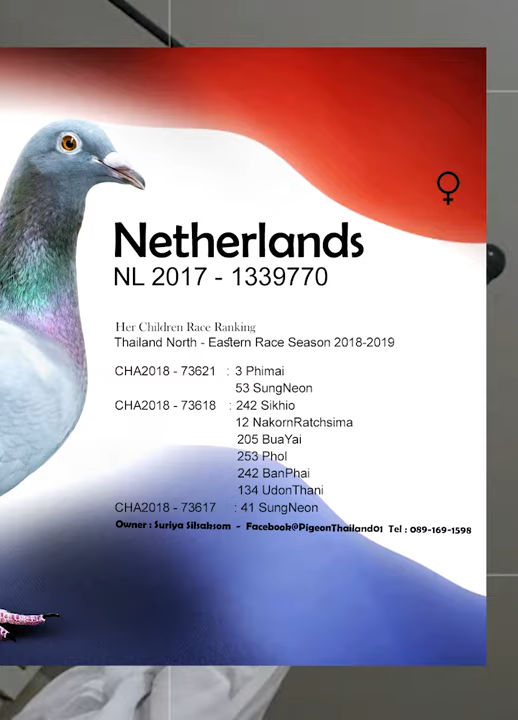 ♀
Netherlands
NL 2017 - 1339770
Her Children Race Ranking
Thailand North - Eastern Race Season 2018-2019
CHA2018 - 73621 : 3 Phimai
53 SungNeon
CHA2018 - 73618 : 242 Sikhio
12 NakornRatchsima
205 BuaYai
253 Phol
242 BanPhai
134 UdonThani
CHA2018 - 73617 : 41 SungNeon
Owner : Suriya Silsaksom - Facebook@PigeonThailand01 Tel : 089-169-1598